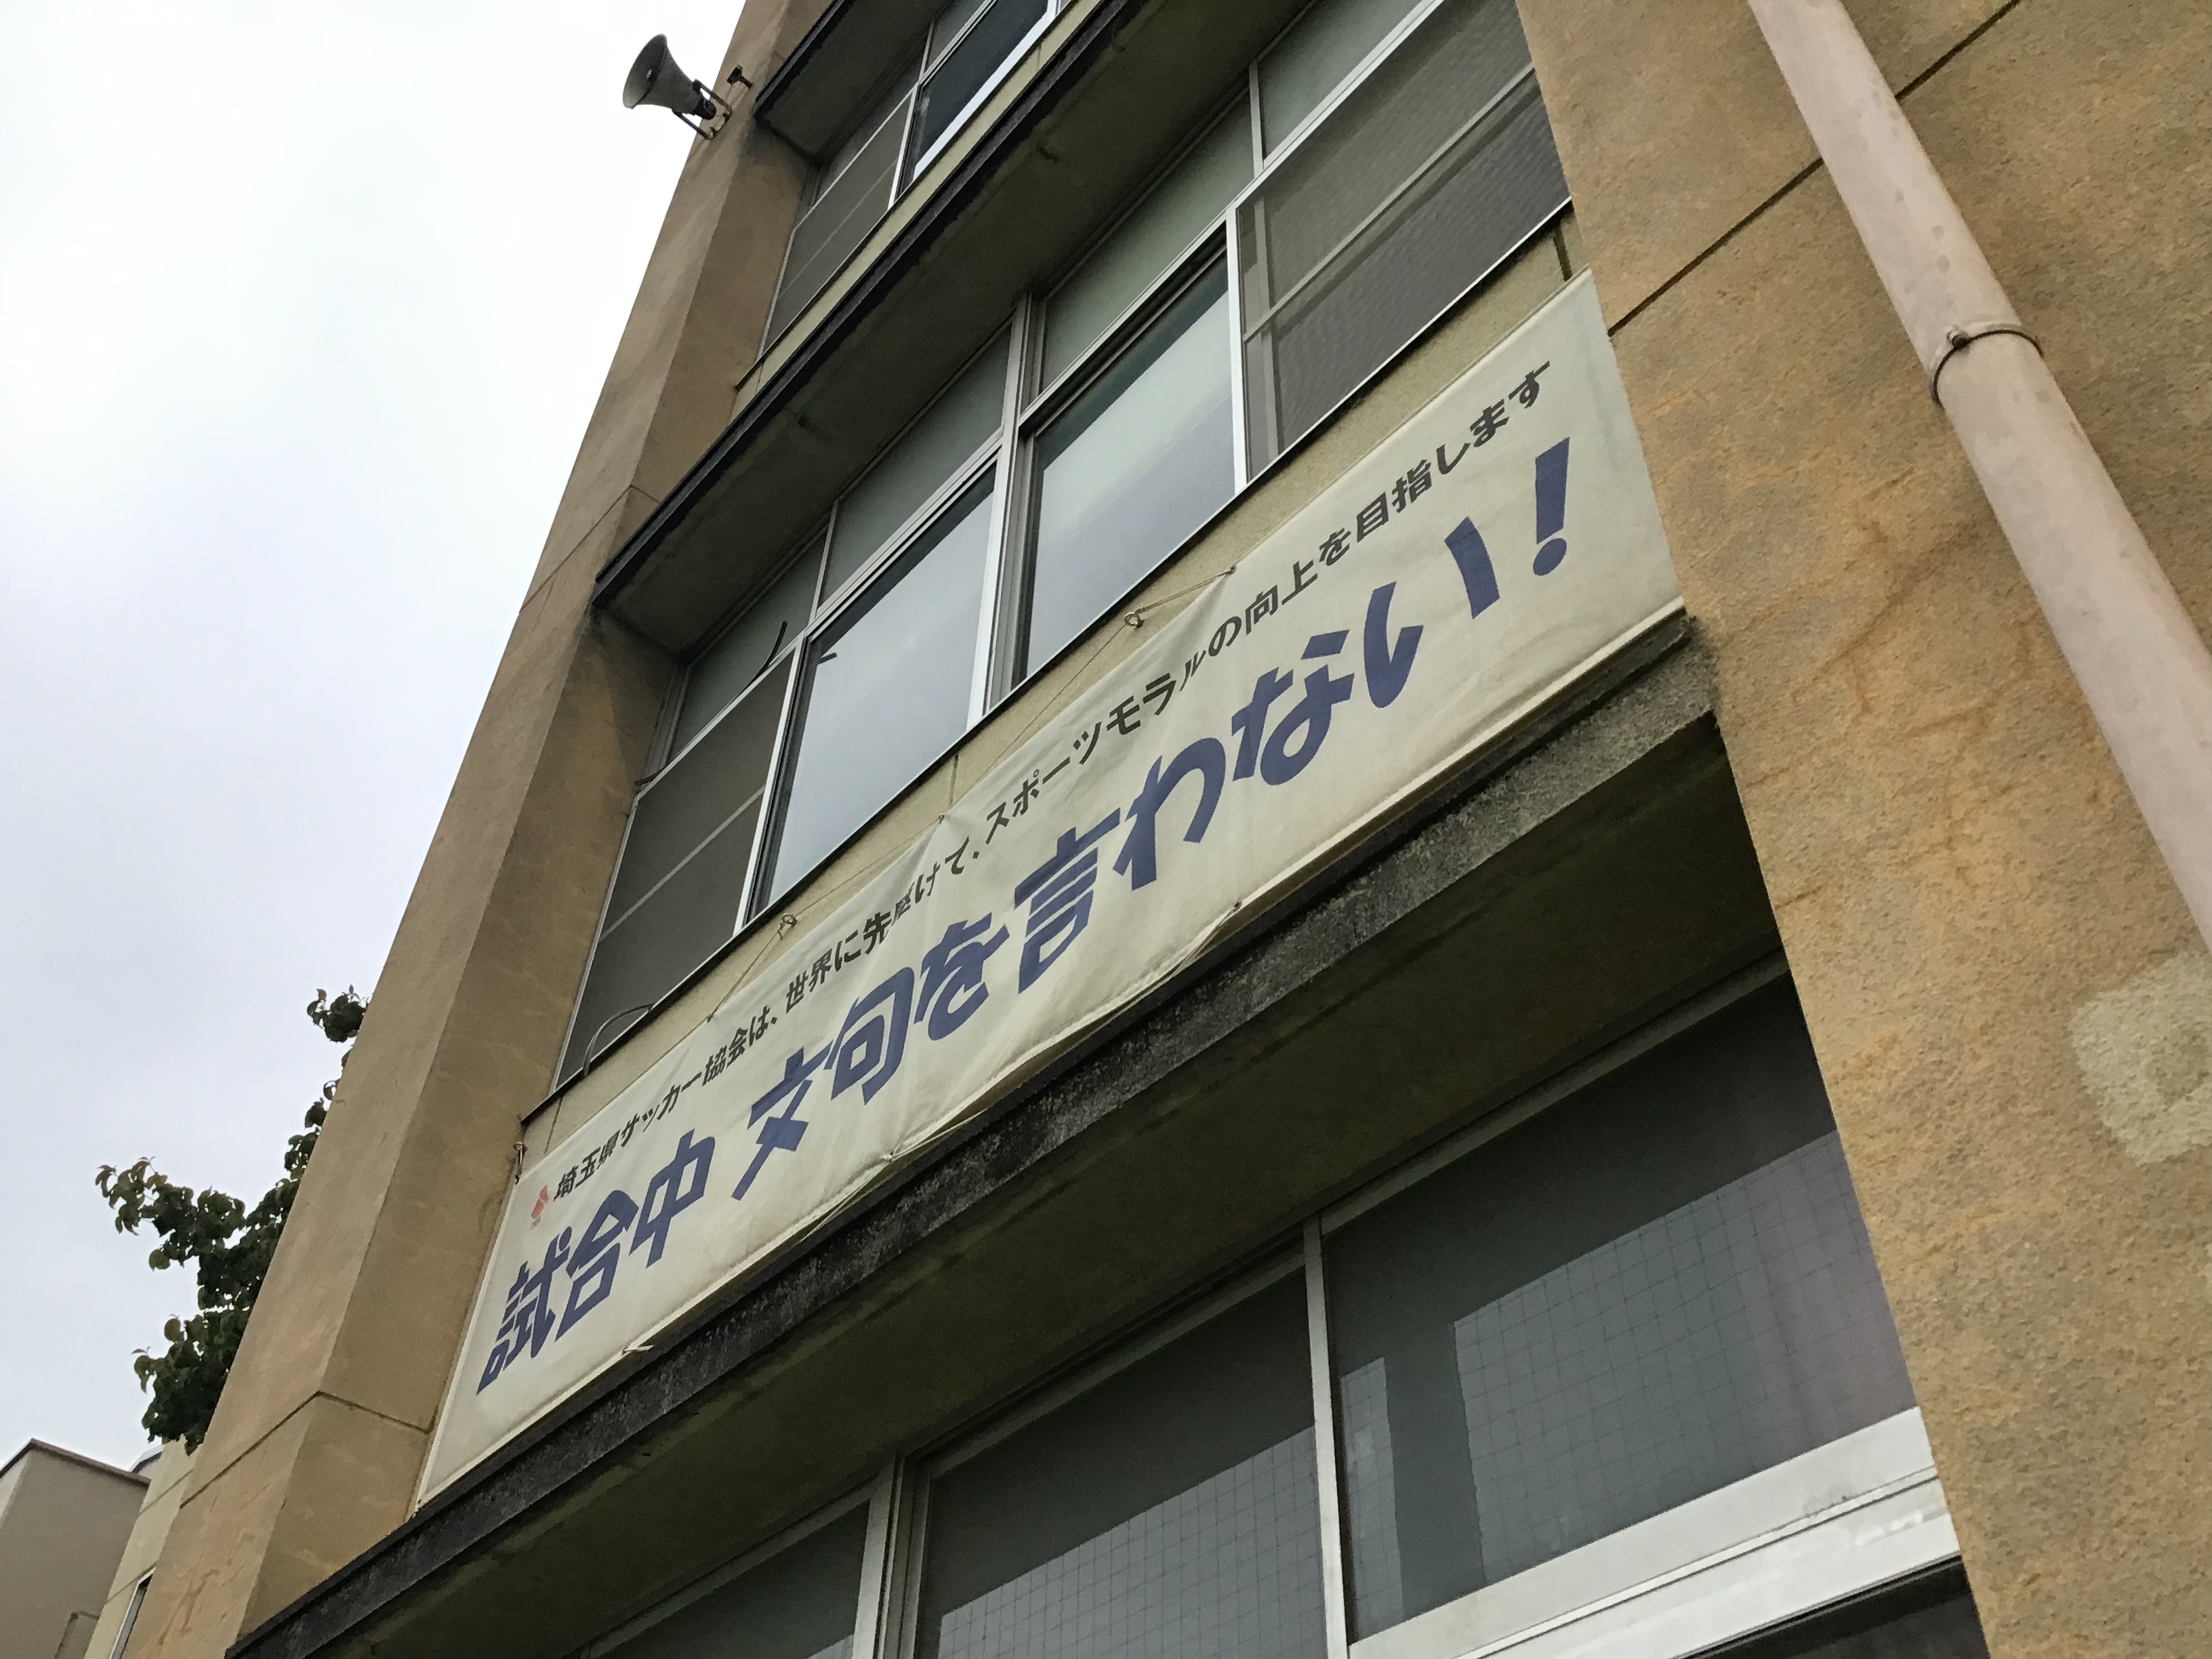 埼玉県サッカー協会は、世界に先駆けて、スポーツモラルの向上を目指します
試合中 文句を言わない!